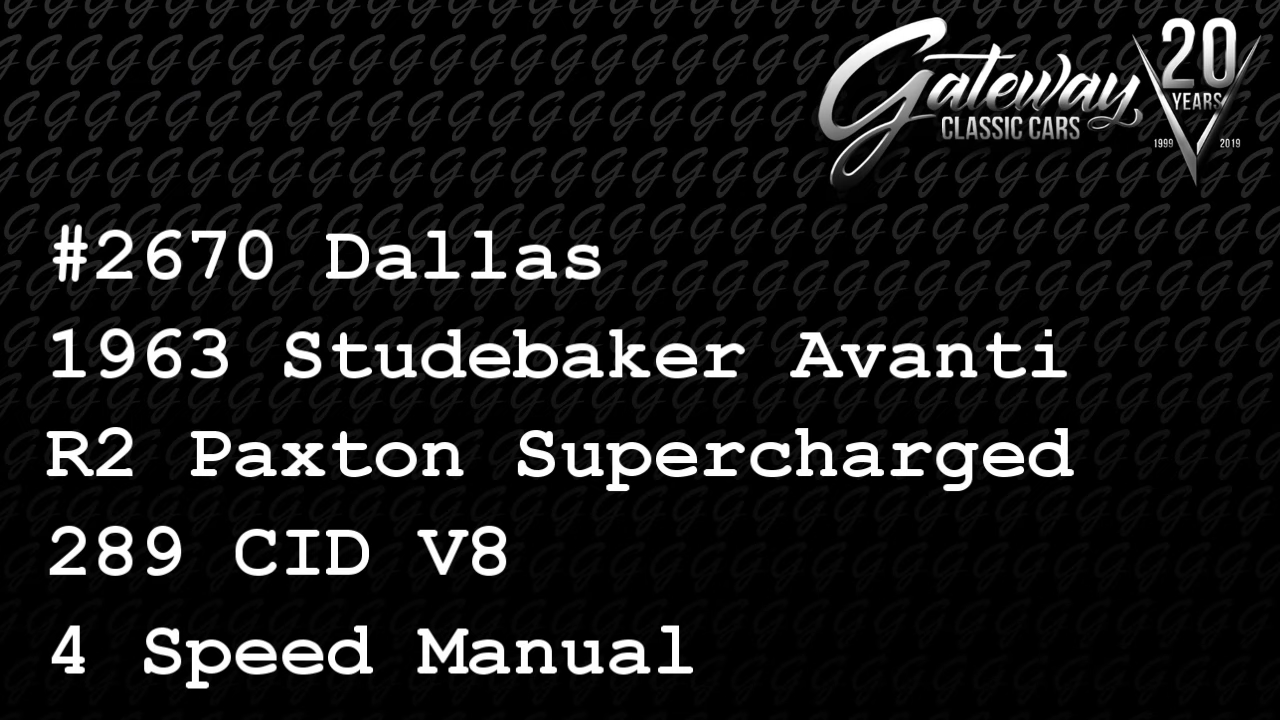 Gateway
CLASSIC CARS
20
YEARS
1999 2019
#2670 Dallas
1963 Studebaker Avanti
R2 Paxton Supercharged
289 CID V8
4 Speed Manual